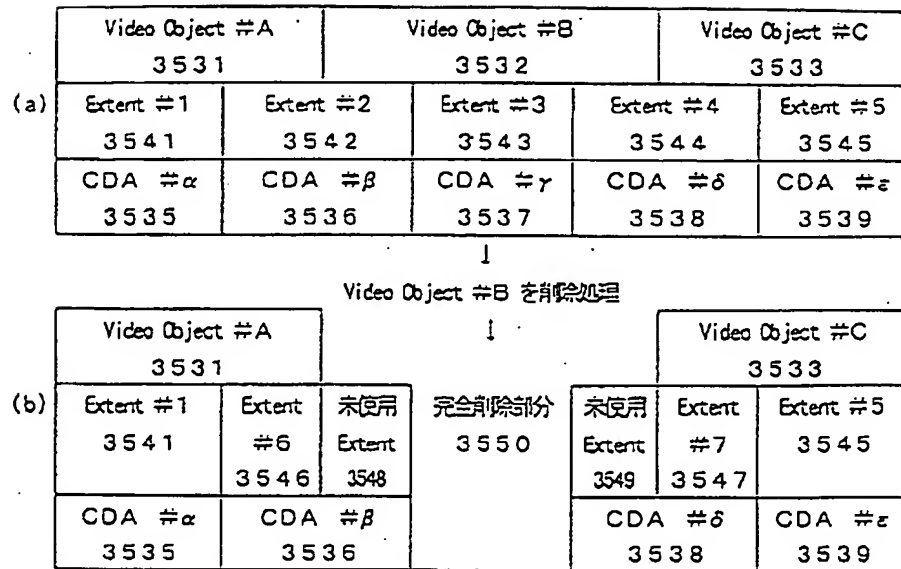 Video Object #A Video Object #B Video Object #C
3531 3532 3533
(a) Extent #1 Extent #2 Extent #3 Extent #4 Extent #5
3541 3542 3543 3544 3545
CDA #α CDA #β CDA #γ CDA #δ CDA #ε
3535 3536 3537 3538 3539
↓
Video Object #B を削除処理
↓
Video Object #A Video Object #C
3531 3533
(b) Extent #1 Extent 未使用 完全削除部分 未使用 Extent Extent #5
3541 #6 Extent 3550 Extent #7 3545
3546 3548 3549 3547
CDA #α CDA #β CDA #δ CDA #ε
3535 3536 3538 3539